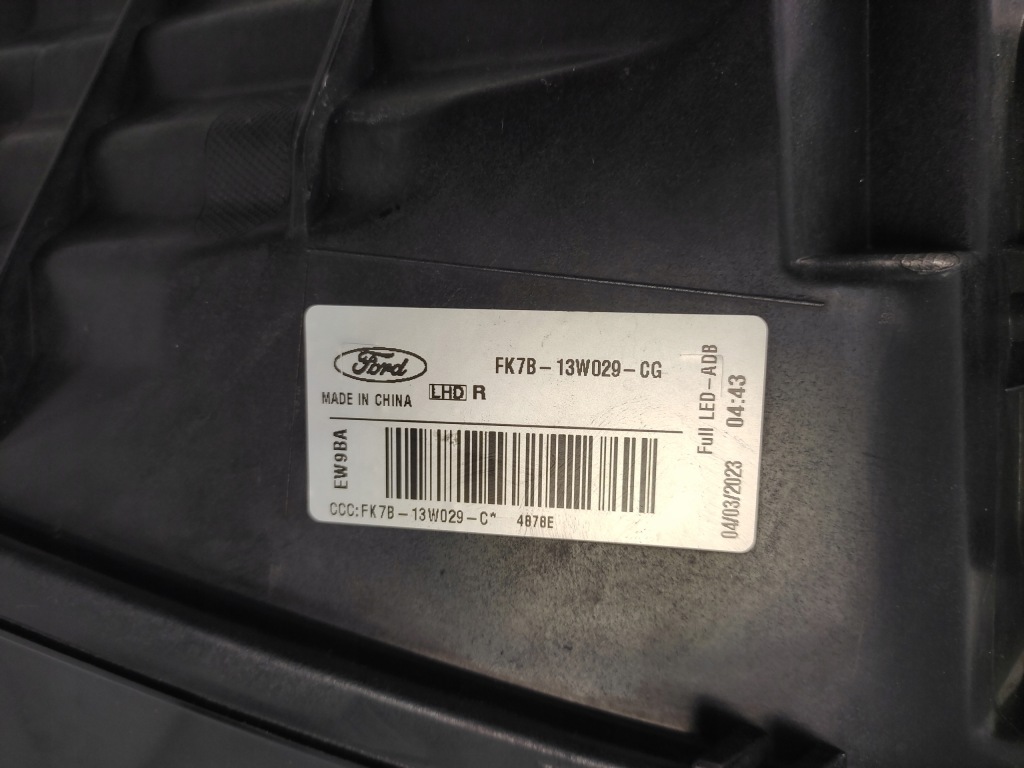 Ford
FK7B-13W029-CG
MADE IN CHINA LHD R
EW9BA
CCC:FK7B-13W029-C* 4878E
Full LED-ADB
04/03/2023 04:43